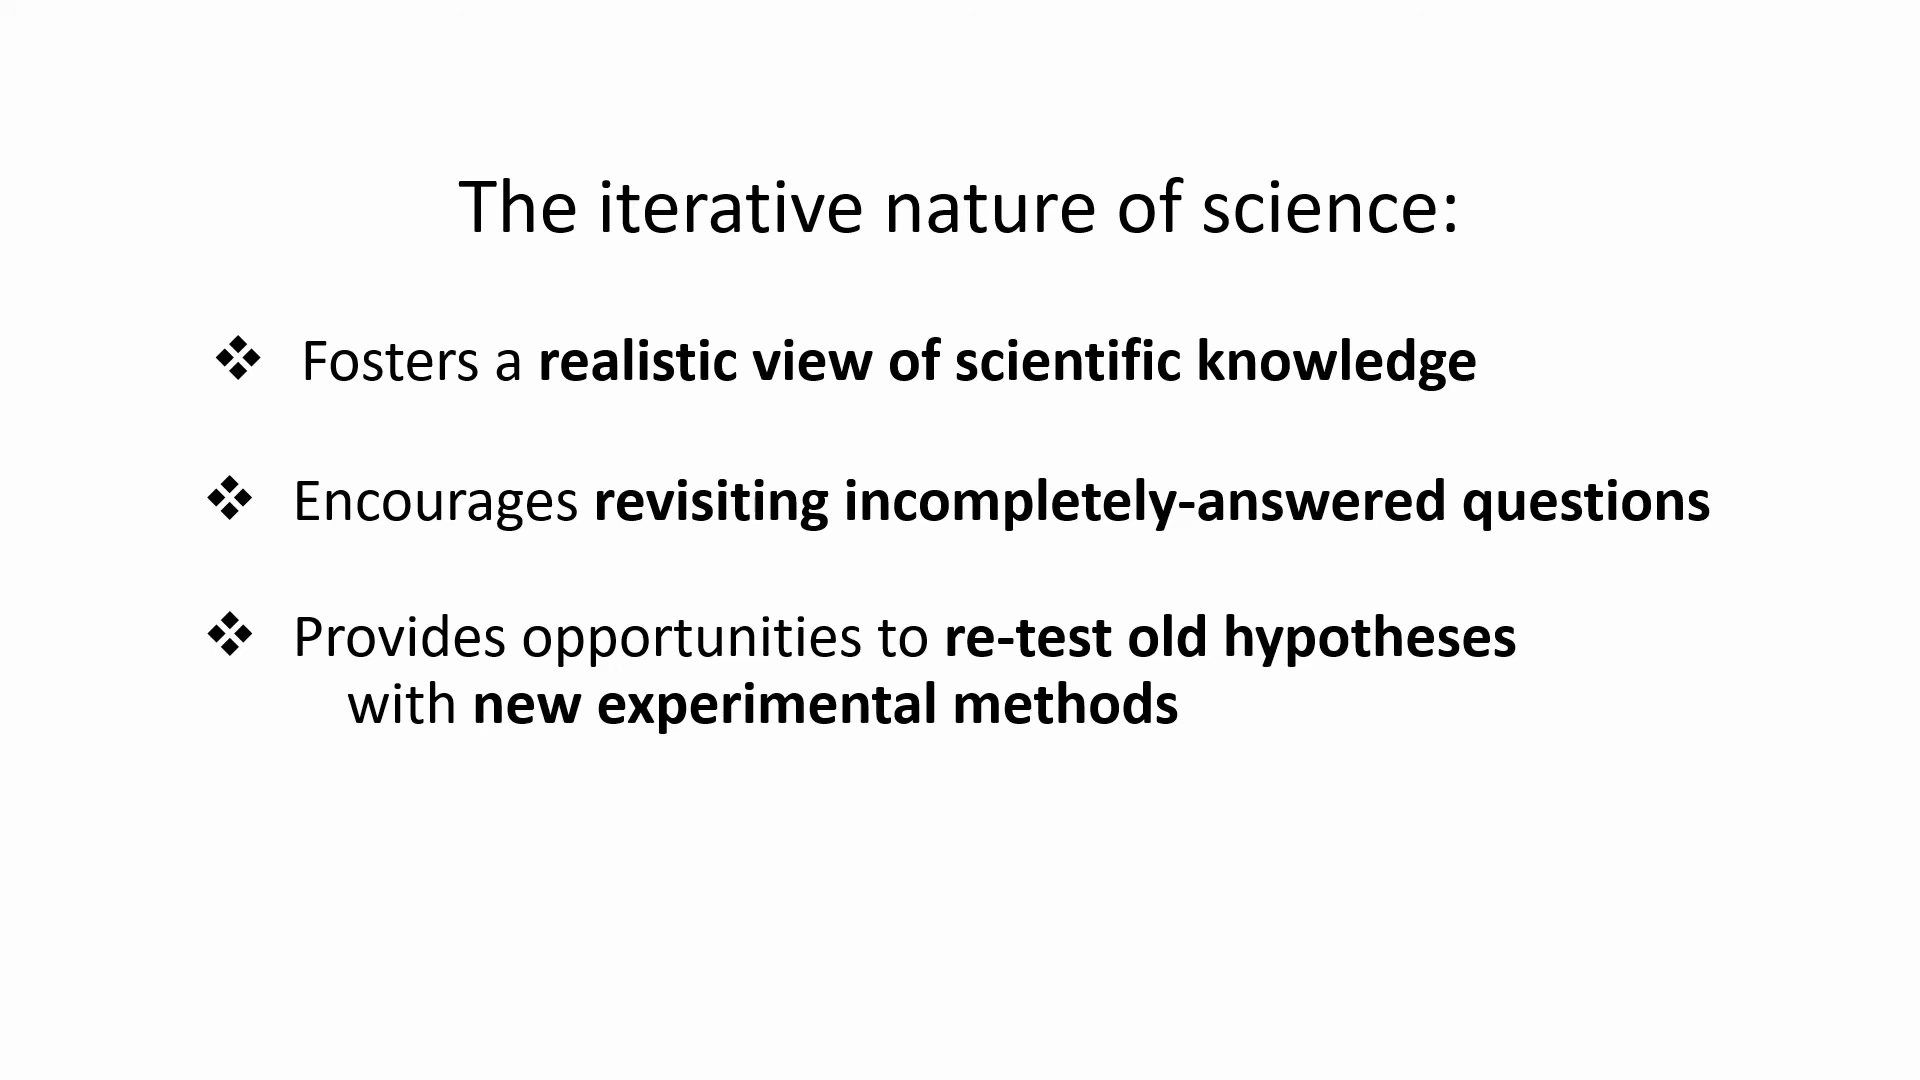 The iterative nature of science:
❖ Fosters a realistic view of scientific knowledge
❖ Encourages revisiting incompletely-answered questions
❖ Provides opportunities to re-test old hypotheses
with new experimental methods